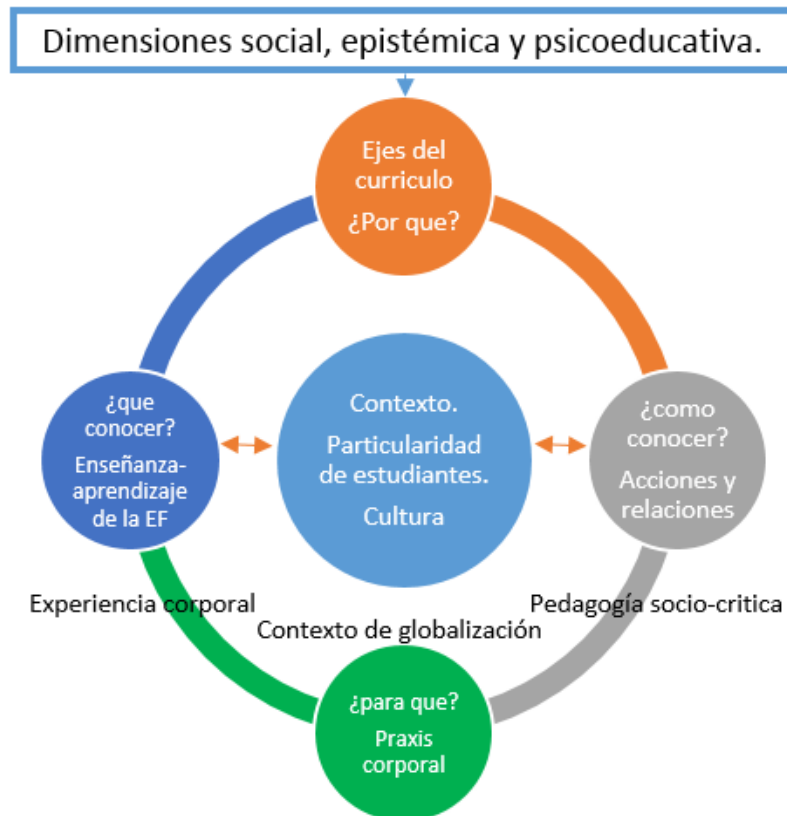 Dimensiones social, epistémica y psicoeducativa.
Ejes del
curriculo
¿Por que?
¿que
conocer?
Enseñanza-
aprendizaje
de la EF
Contexto.
Particularidad
de estudiantes.
Cultura
¿como
conocer?
Acciones y
relaciones
Experiencia corporal
Pedagogía socio-critica
Contexto de globalización
¿para que?
Praxis
corporal